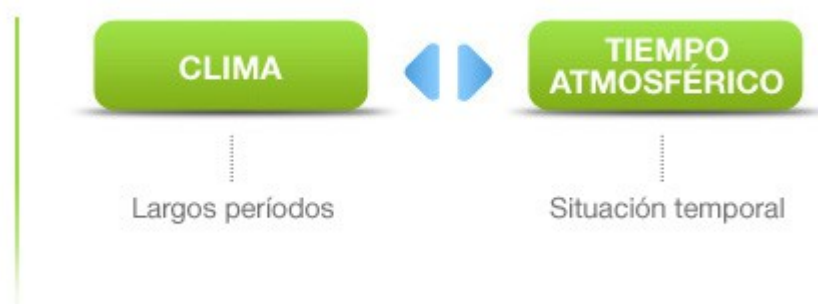 CLIMA
TIEMPO
ATMOSFÉRICO
Largos períodos
Situación temporal